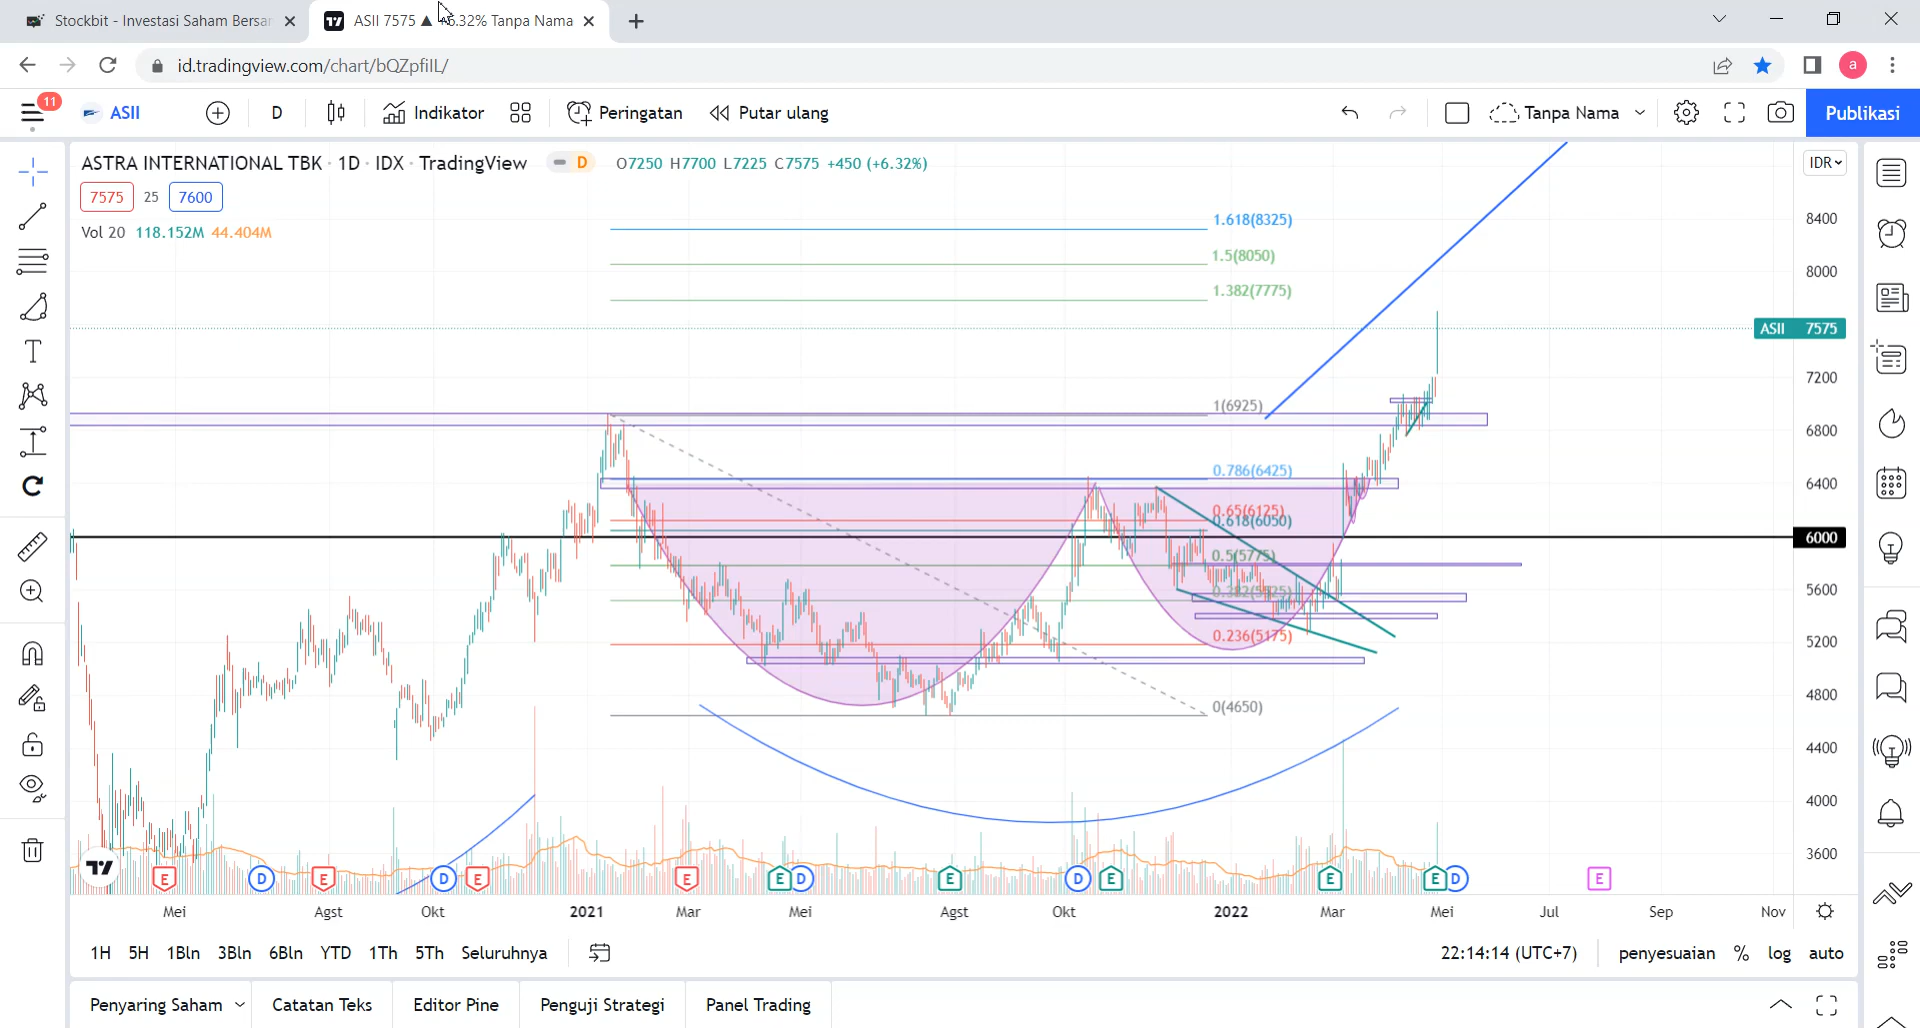 Stockbit - Investasi Saham Bersar
ASII 7575 ▲ 6.32% Tanpa Nama
id.tradingview.com/chart/bQZpfilL/
a
11
ASII
D
Indikator
Peringatan
Putar ulang
Tanpa Nama
Publikasi
ASTRA INTERNATIONAL TBK · 1D · IDX · TradingView
D
O7250 H7700 L7225 C7575 +450 (+6.32%)
IDR
7575 25 7600
Vol 20 118.152M 44.404M
1.618(8325)
1.5(8050)
1.382(7775)
1(6925)
0.786(6425)
0.65(6125)
0.618(6050)
0.5(5775)
0.382(5525)
0.236(5175)
0(4650)
8400
8000
ASII 7575
7200
6800
6400
6000
5600
5200
4800
4400
4000
3600
E D E D E E D E D E E E D E
Mei Agst Okt 2021 Mar Mei Agst Okt 2022 Mar Mei Jul Sep Nov
1H 5H 1Bln 3Bln 6Bln YTD 1Th 5Th Seluruhnya
22:14:14 (UTC+7) penyesuaian % log auto
Penyaring Saham Catatan Teks Editor Pine Penguji Strategi Panel Trading